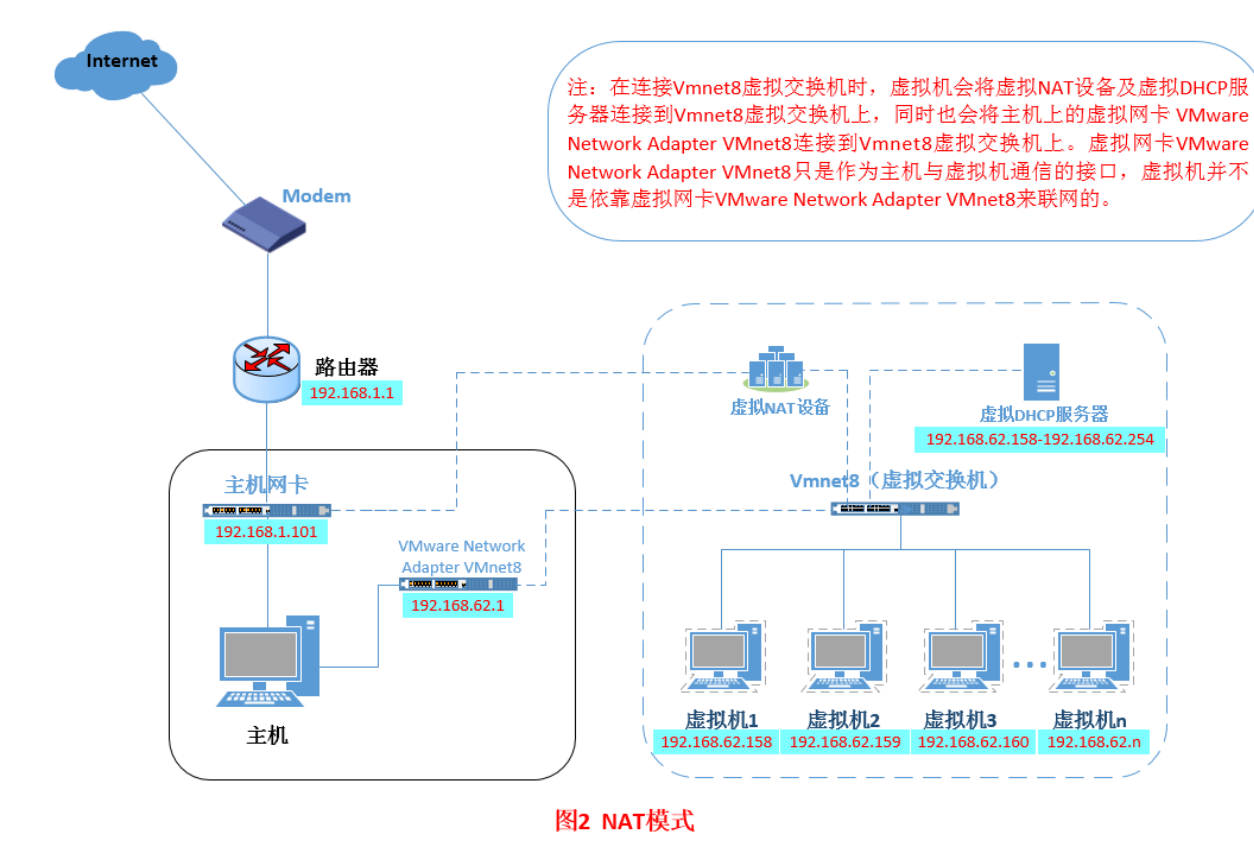 Internet
注：在连接Vmnet8虚拟交换机时，虚拟机会将虚拟NAT设备及虚拟DHCP服
务器连接到Vmnet8虚拟交换机上，同时也会将主机上的虚拟网卡 VMware
Network Adapter VMnet8连接到Vmnet8虚拟交换机上。虚拟网卡VMware
Network Adapter VMnet8只是作为主机与虚拟机通信的接口，虚拟机并不
是依靠虚拟网卡VMware Network Adapter VMnet8来联网的。
Modem
路由器
192.168.1.1
虚拟NAT设备
虚拟DHCP服务器
192.168.62.158-192.168.62.254
主机网卡
192.168.1.101
Vmnet8（虚拟交换机）
VMware Network
Adapter VMnet8
192.168.62.1
主机
虚拟机1
192.168.62.158
虚拟机2
192.168.62.159
虚拟机3
192.168.62.160
虚拟机n
192.168.62.n
图2 NAT模式